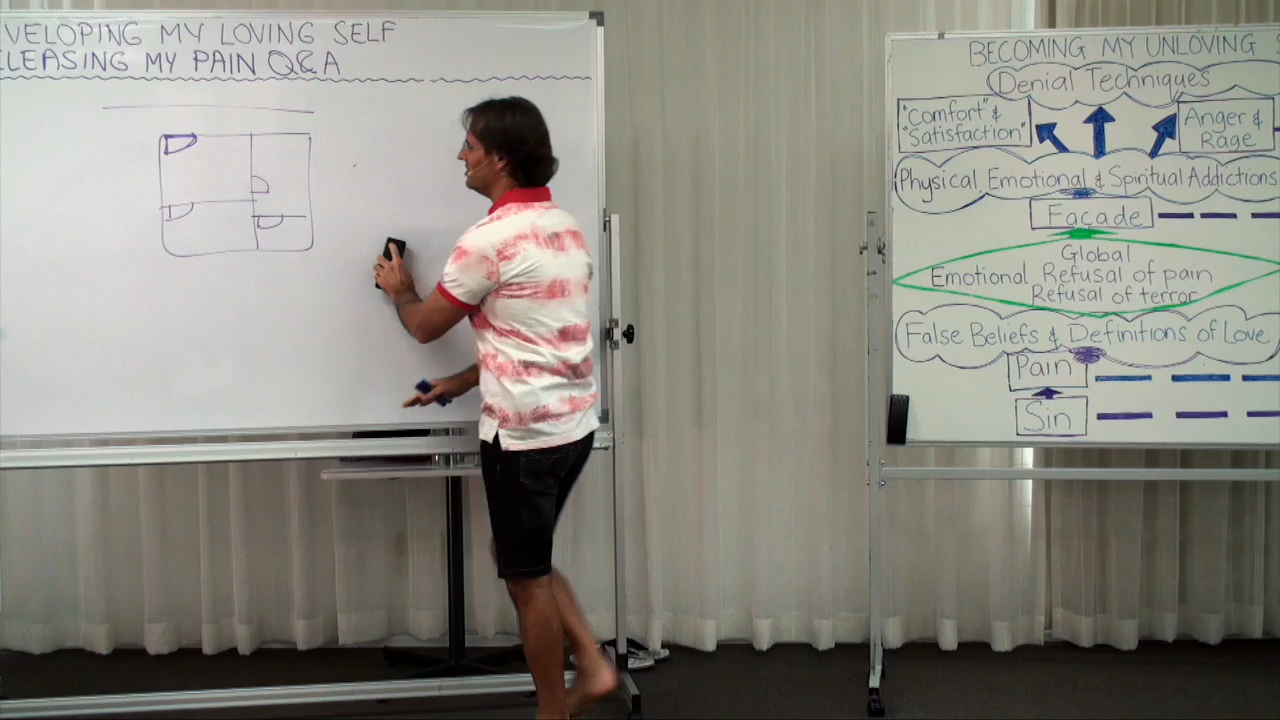 VELOPING MY LOVING SELF
LEASING MY PAIN Q&A
BECOMING MY UNLOVING
Denial Techniques
"Comfort" &
"Satisfaction"
Anger &
Rage
Physical, Emotional & Spiritual Addictions
Façade
Global
Emotional Refusal of pain
Refusal of terror
False Beliefs & Definitions of Love
Pain
Sin